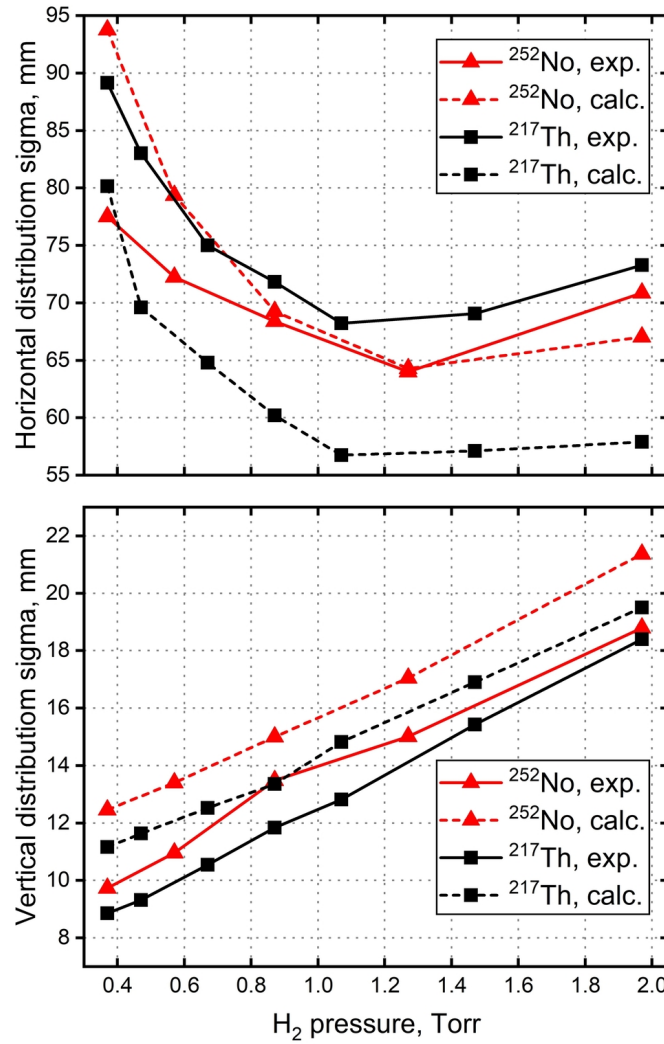 Horizontal distributiom sigma, mm
95
90
85
80
75
70
65
60
55
²⁵²No, exp.
²⁵²No, calc.
²¹⁷Th, exp.
²¹⁷Th, calc.
Vertical distributiom sigma, mm
22
20
18
16
14
12
10
8
²⁵²No, exp.
²⁵²No, calc.
²¹⁷Th, exp.
²¹⁷Th, calc.
0.4 0.6 0.8 1.0 1.2 1.4 1.6 1.8 2.0
H₂ pressure, Torr